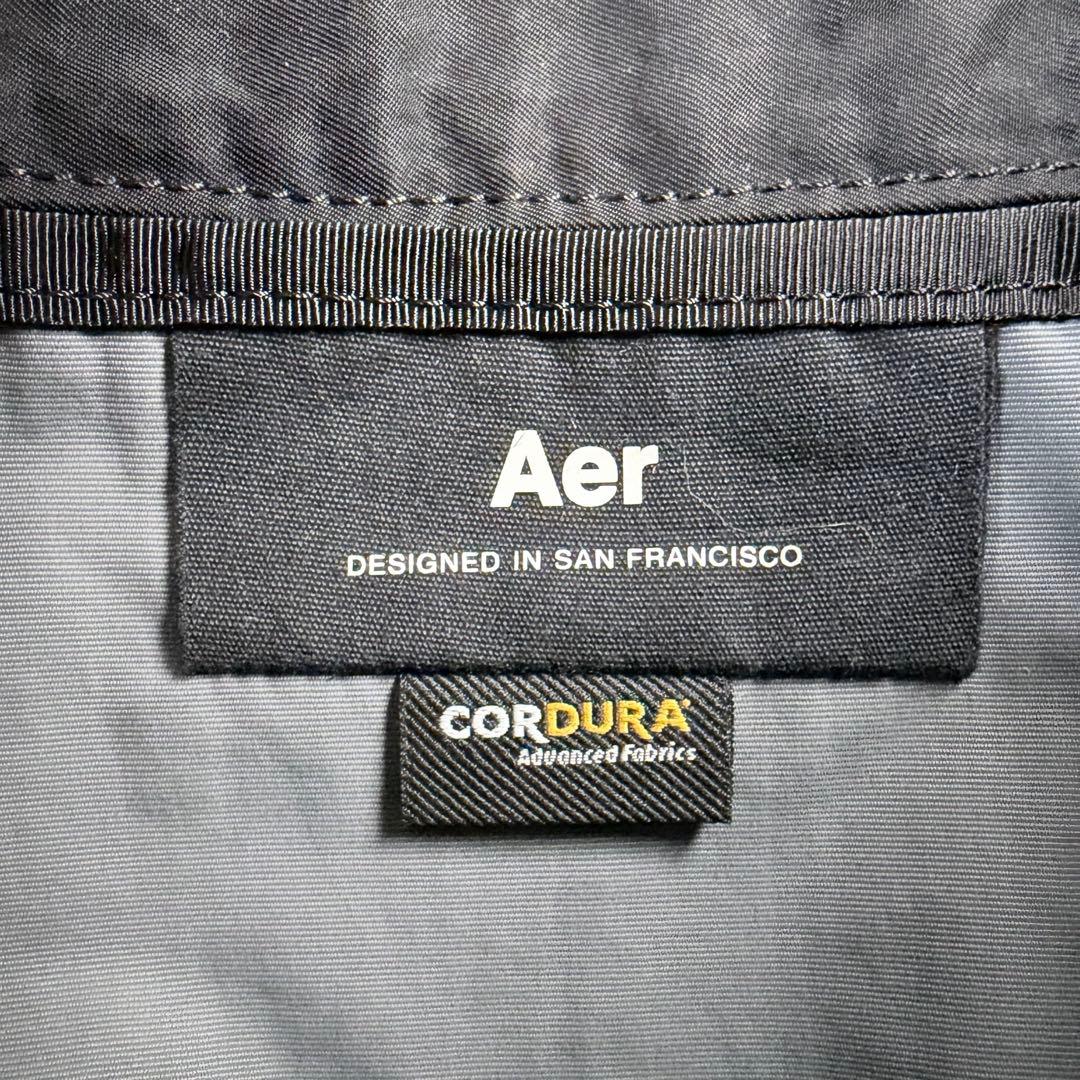 Aer
DESIGNED IN SAN FRANCISCO
CORDURA®
Advanced Fabrics